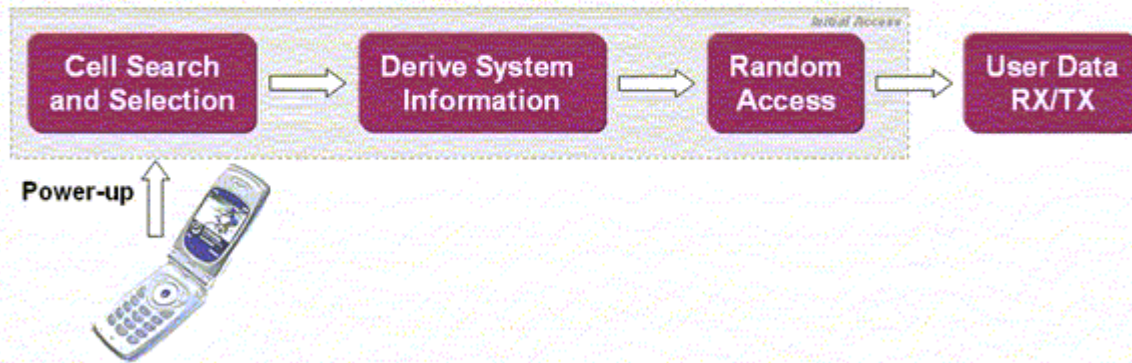 Initial Access
Cell Search
and Selection
Derive System
Information
Random
Access
User Data
RX/TX
Power-up